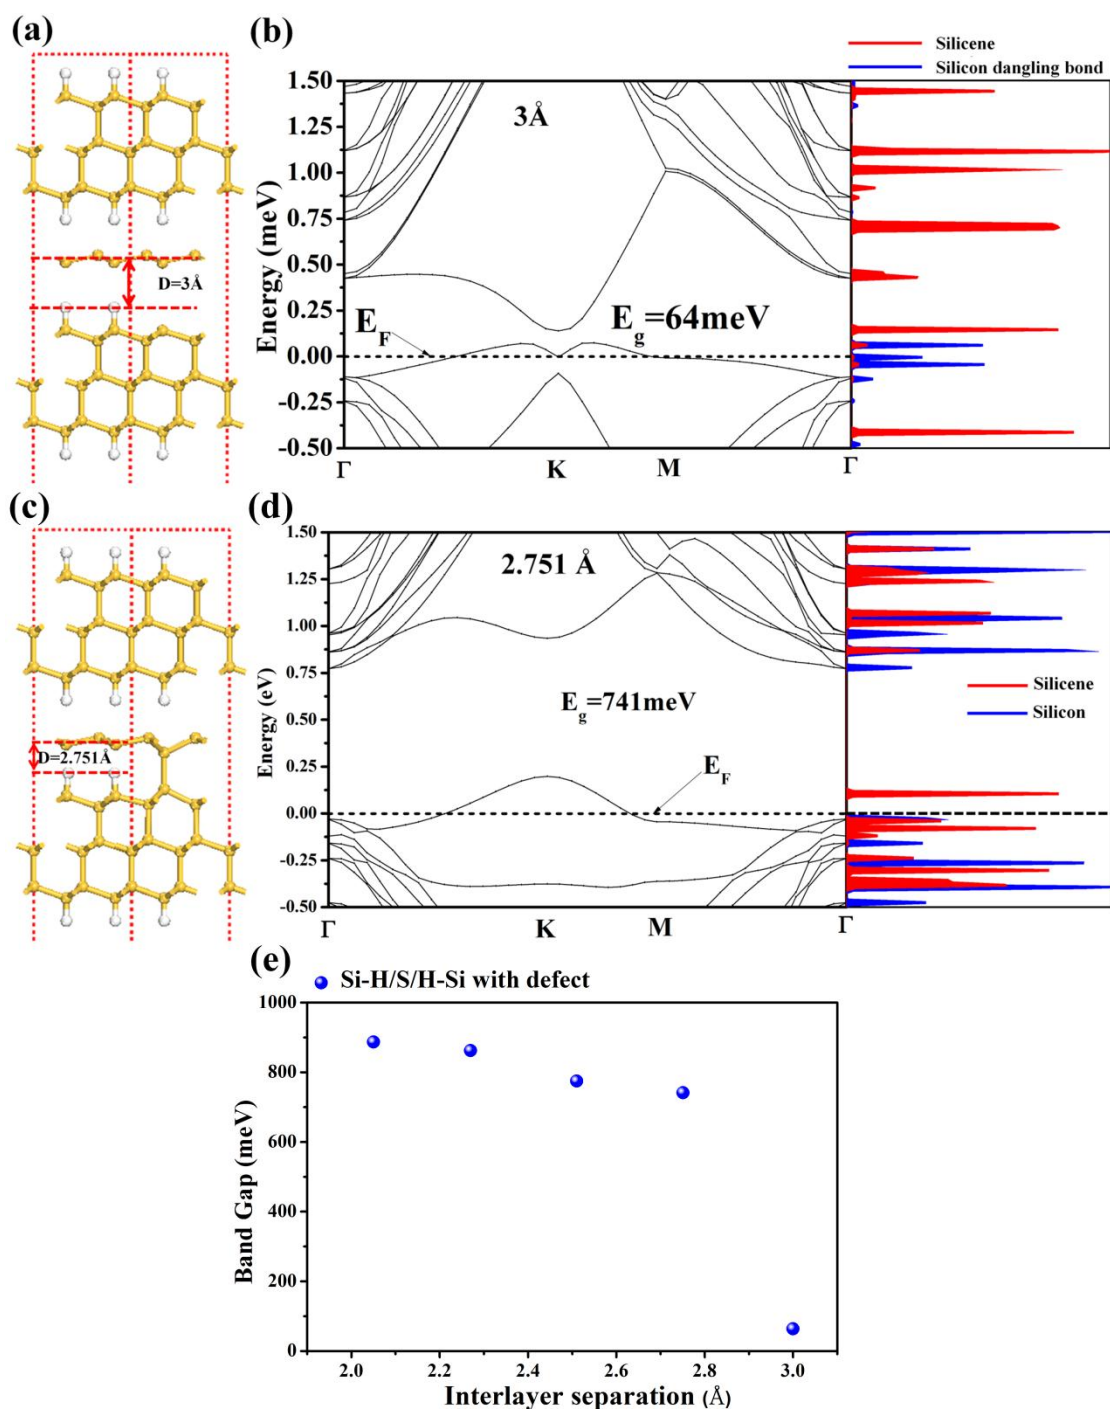 (a)
D=3Å
(b)
Silicene
Silicon dangling bond
1.50
1.25
1.00
0.75
0.50
0.25
0.00
-0.25
-0.50
Energy (meV)
3Å
E_F
E_g=64meV
Γ K M Γ
(c)
D=2.751Å
(d)
1.50
1.25
1.00
0.75
0.50
0.25
0.00
-0.25
-0.50
Energy (eV)
2.751 Å
E_g=741meV
E_F
Silicene
Silicon
Γ K M Γ
(e)
Si-H/S/H-Si with defect
1000
800
600
400
200
0
Band Gap (meV)
2.0 2.2 2.4 2.6 2.8 3.0
Interlayer separation (Å)